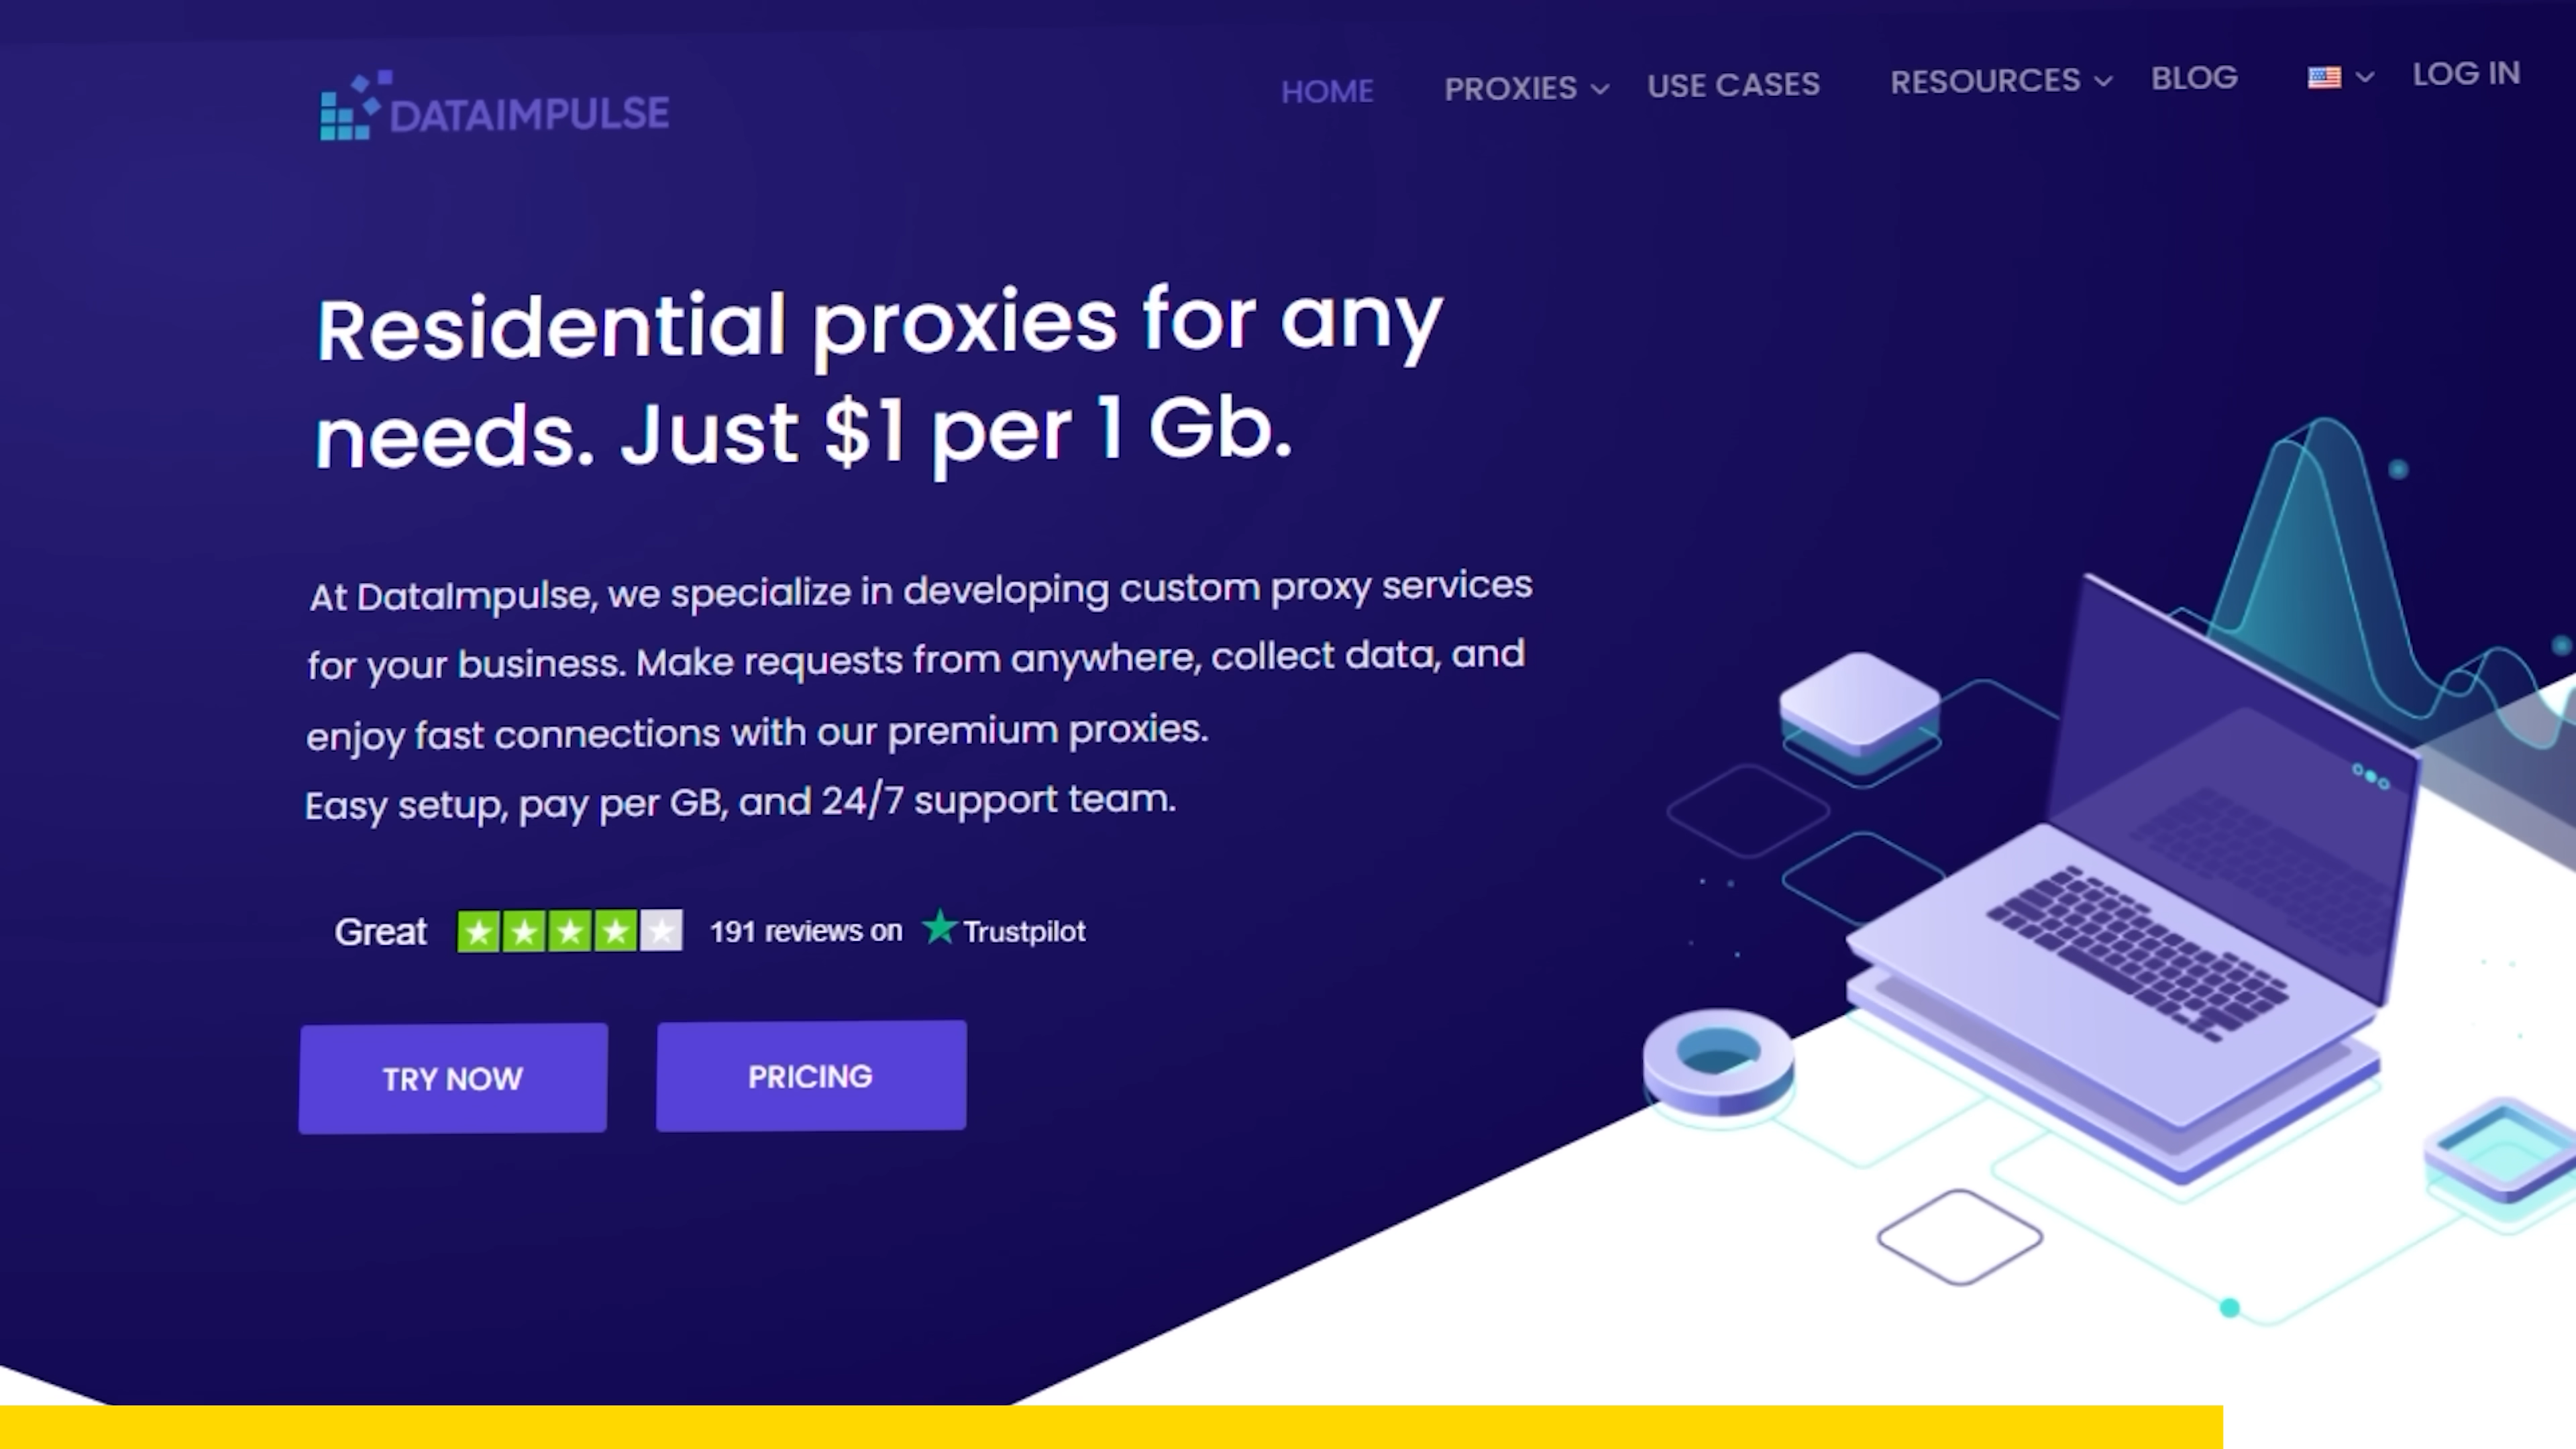 DATAIMPULSE
HOME PROXIES USE CASES RESOURCES BLOG LOG IN
Residential proxies for any
needs. Just $1 per 1 Gb.
At DataImpulse, we specialize in developing custom proxy services
for your business. Make requests from anywhere, collect data, and
enjoy fast connections with our premium proxies.
Easy setup, pay per GB, and 24/7 support team.
Great 191 reviews on Trustpilot
TRY NOW PRICING